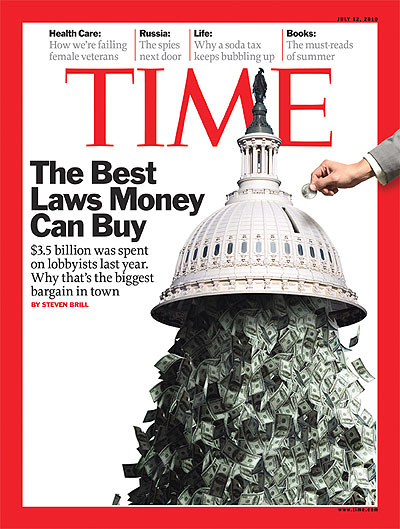 JULY 12, 2010
Health Care:
How we're failing
female veterans
Russia:
The spies
next door
Life:
Why a soda tax
keeps bubbling up
Books:
The must-reads
of summer
TIME
The Best
Laws Money
Can Buy
$3.5 billion was spent
on lobbyists last year.
Why that's the biggest
bargain in town
BY STEVEN BRILL
www.time.com